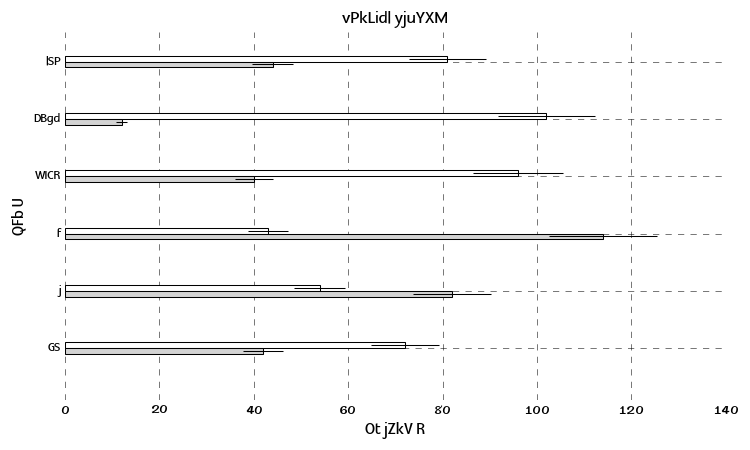 vPkLidl yjuYXM
lSP
DBgd
WICR
f
j
GS
QFb U
0 20 40 60 80 100 120 140
Ot jZkV R